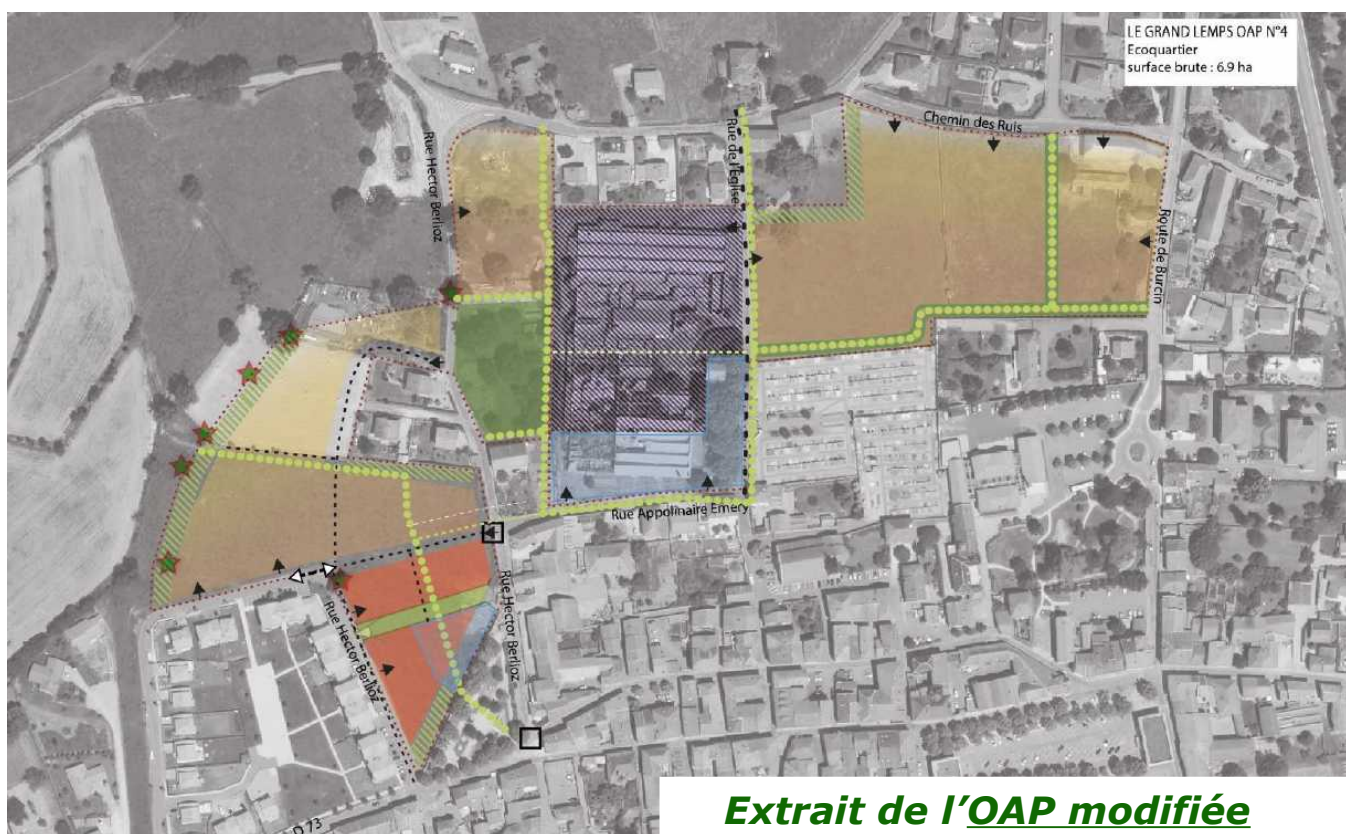 LE GRAND LEMPS OAP N°4
Ecoquartier
surface brute : 6.9 ha
Chemin des Ruis
Rue de l'Eglise
Rue Hector Berlioz
Route de Burcin
Rue Appolinaire Emery
Rue Hector Berlioz
Rue Hector Berlioz
D 73
Extrait de l'OAP modifiée